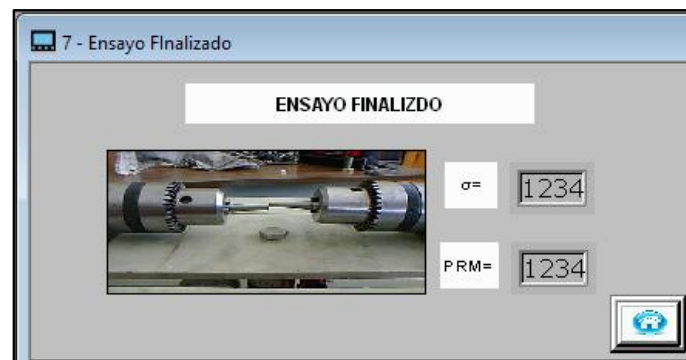 7 - Ensayo FInalizado
ENSAYO FINALIZDO
σ= 1234
PRM= 1234